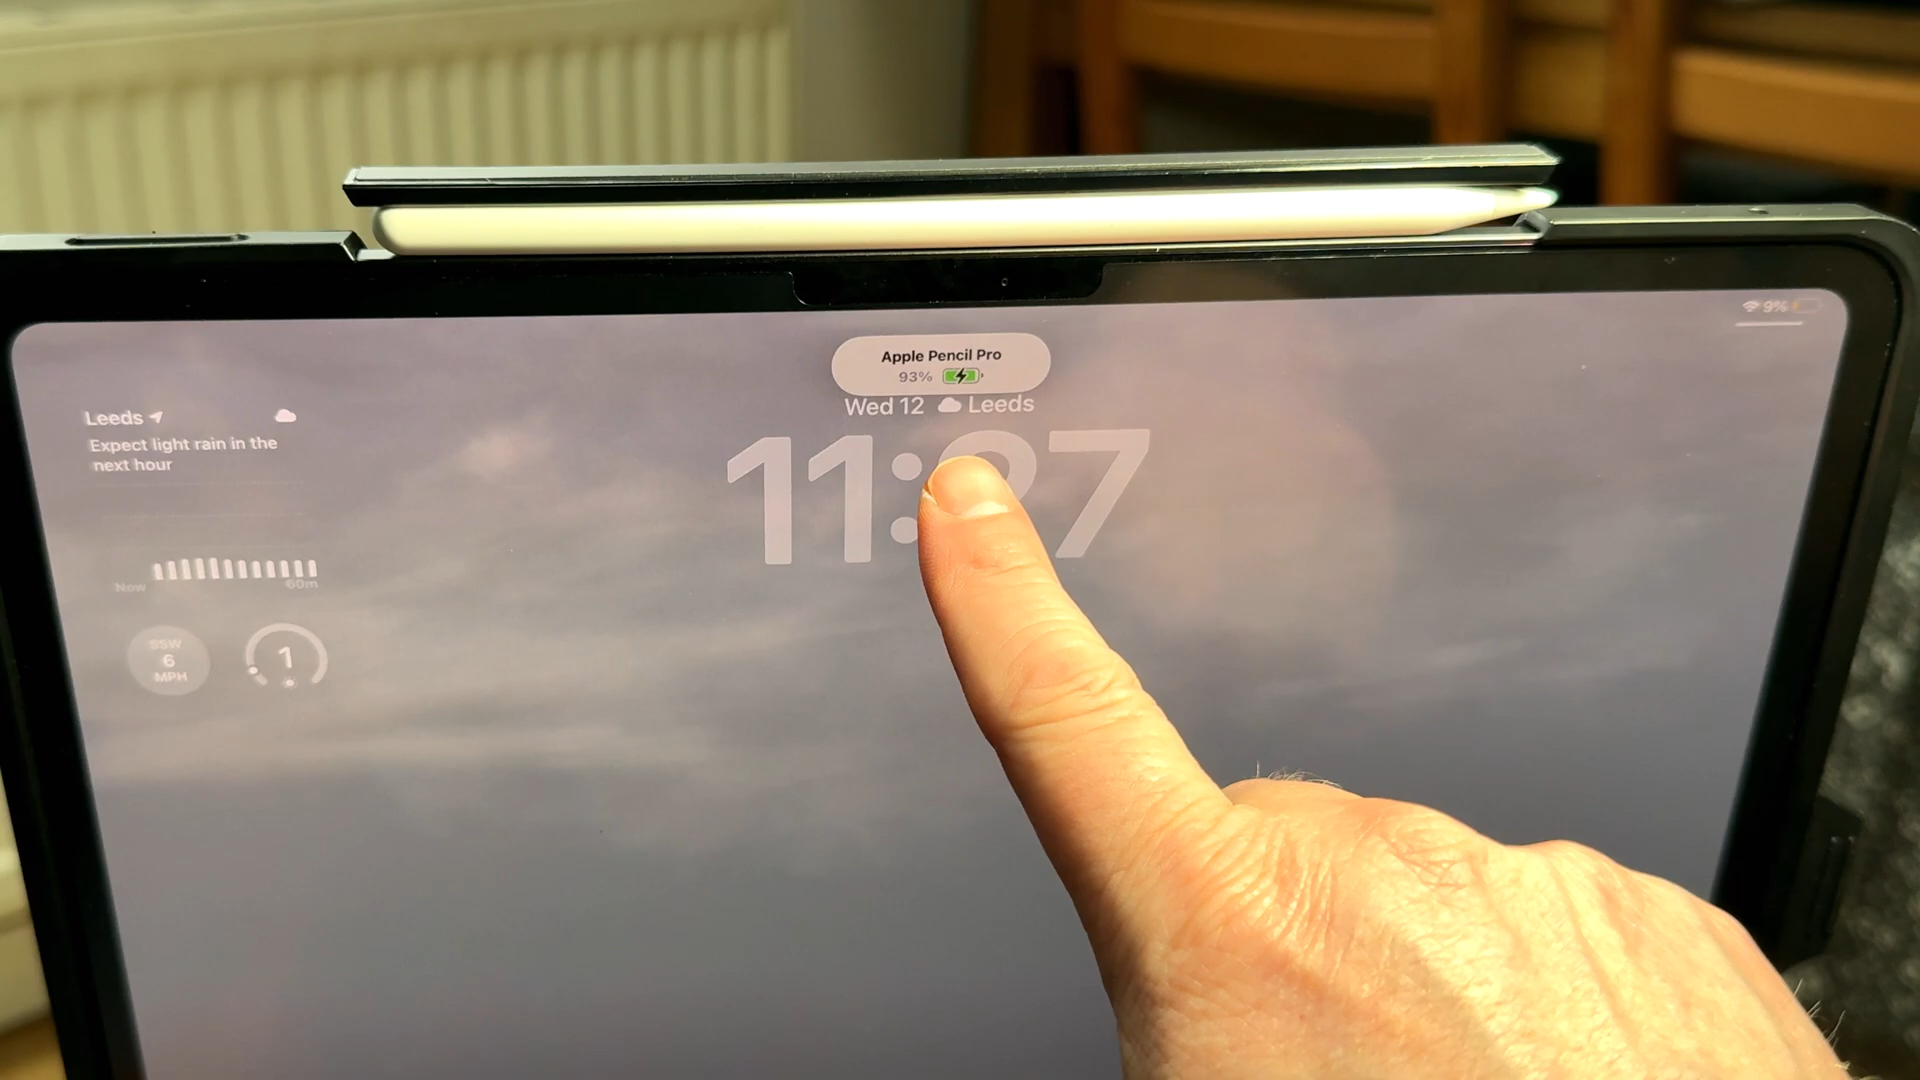 9%
Apple Pencil Pro
93%
Wed 12 Leeds
Leeds
Expect light rain in the
next hour
Now
60m
SSW
6
MPH
1